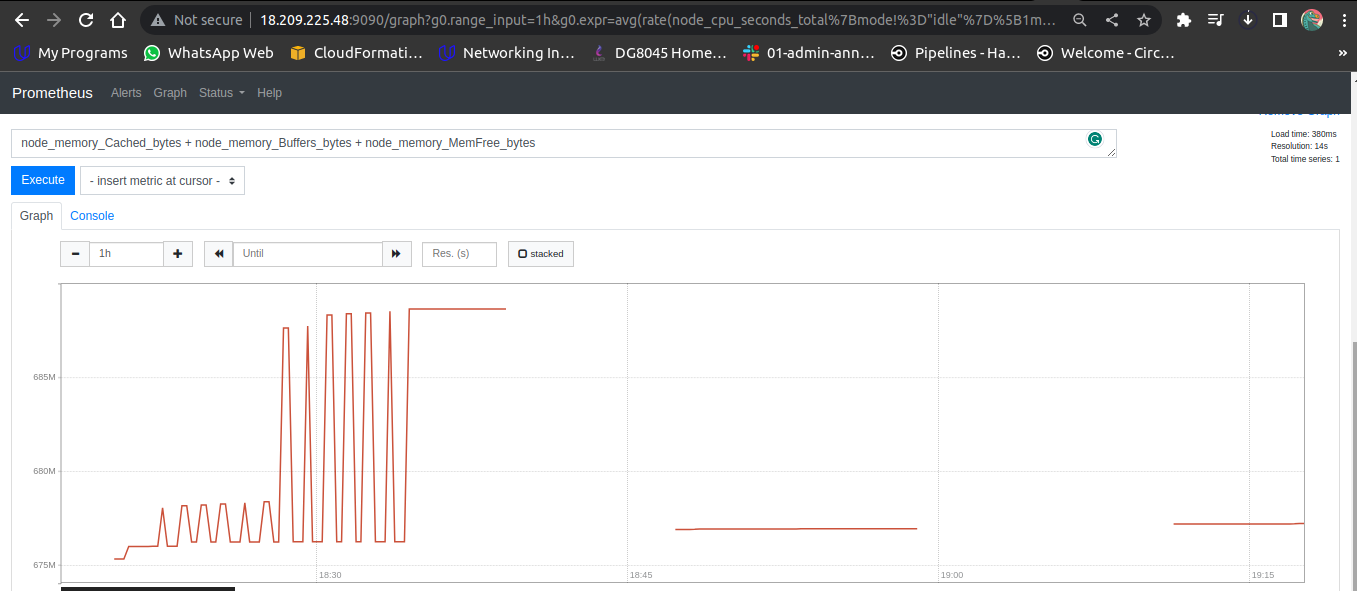 Not secure
18.209.225.48:9090/graph?g0.range_input=1h&g0.expr=avg(rate(node_cpu_seconds_total%7Bmode!%3D"idle"%7D%5B1m…
My Programs
WhatsApp Web
CloudFormati…
Networking In…
DG8045 Home…
01-admin-ann…
Pipelines - Ha…
Welcome - Circ…
»
Prometheus
Alerts
Graph
Status
Help
Remove Graph
node_memory_Cached_bytes + node_memory_Buffers_bytes + node_memory_MemFree_bytes
Load time: 380ms
Resolution: 14s
Total time series: 1
Execute
- insert metric at cursor -
Graph
Console
1h
Until
Res. (s)
stacked
685M
680M
675M
18:30
18:45
19:00
19:15